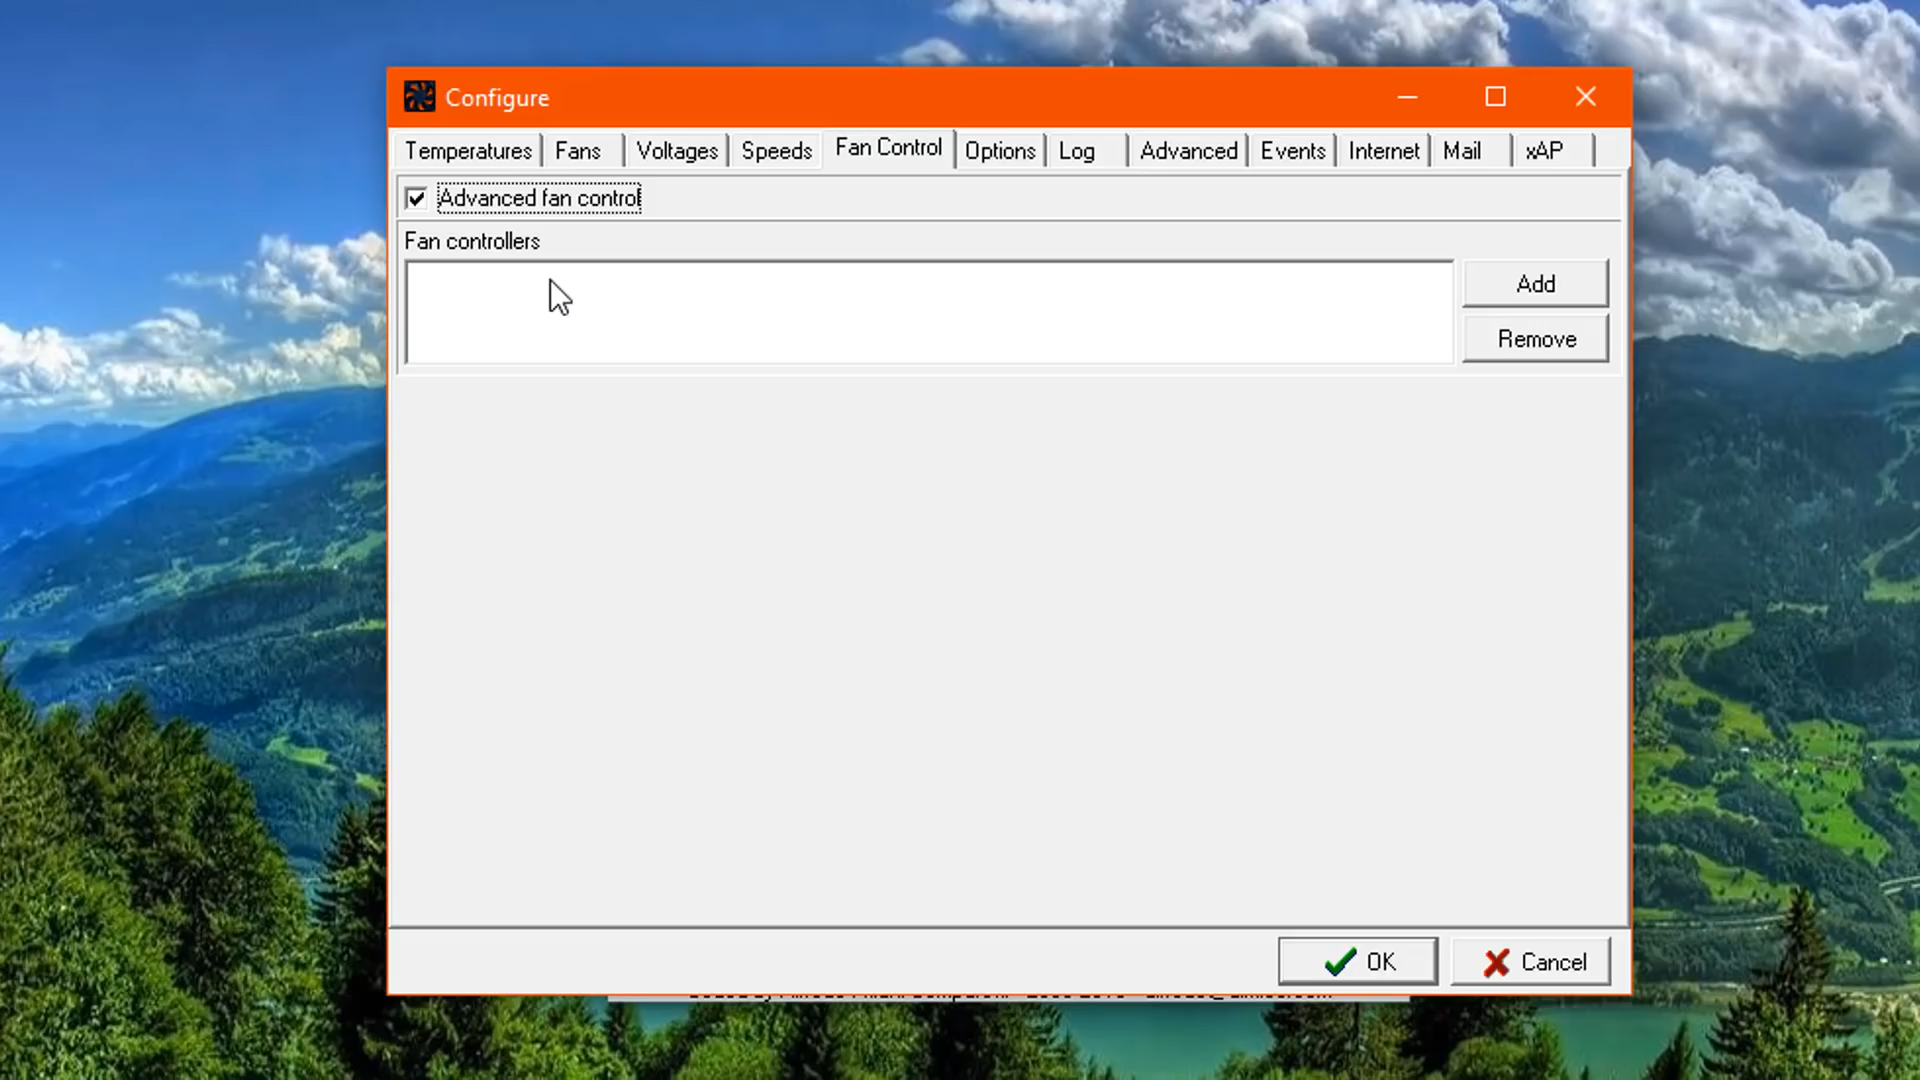 Configure
Temperatures Fans Voltages Speeds Fan Control Options Log Advanced Events Internet Mail xAP
Advanced fan control
Fan controllers
Add
Remove
OK Cancel